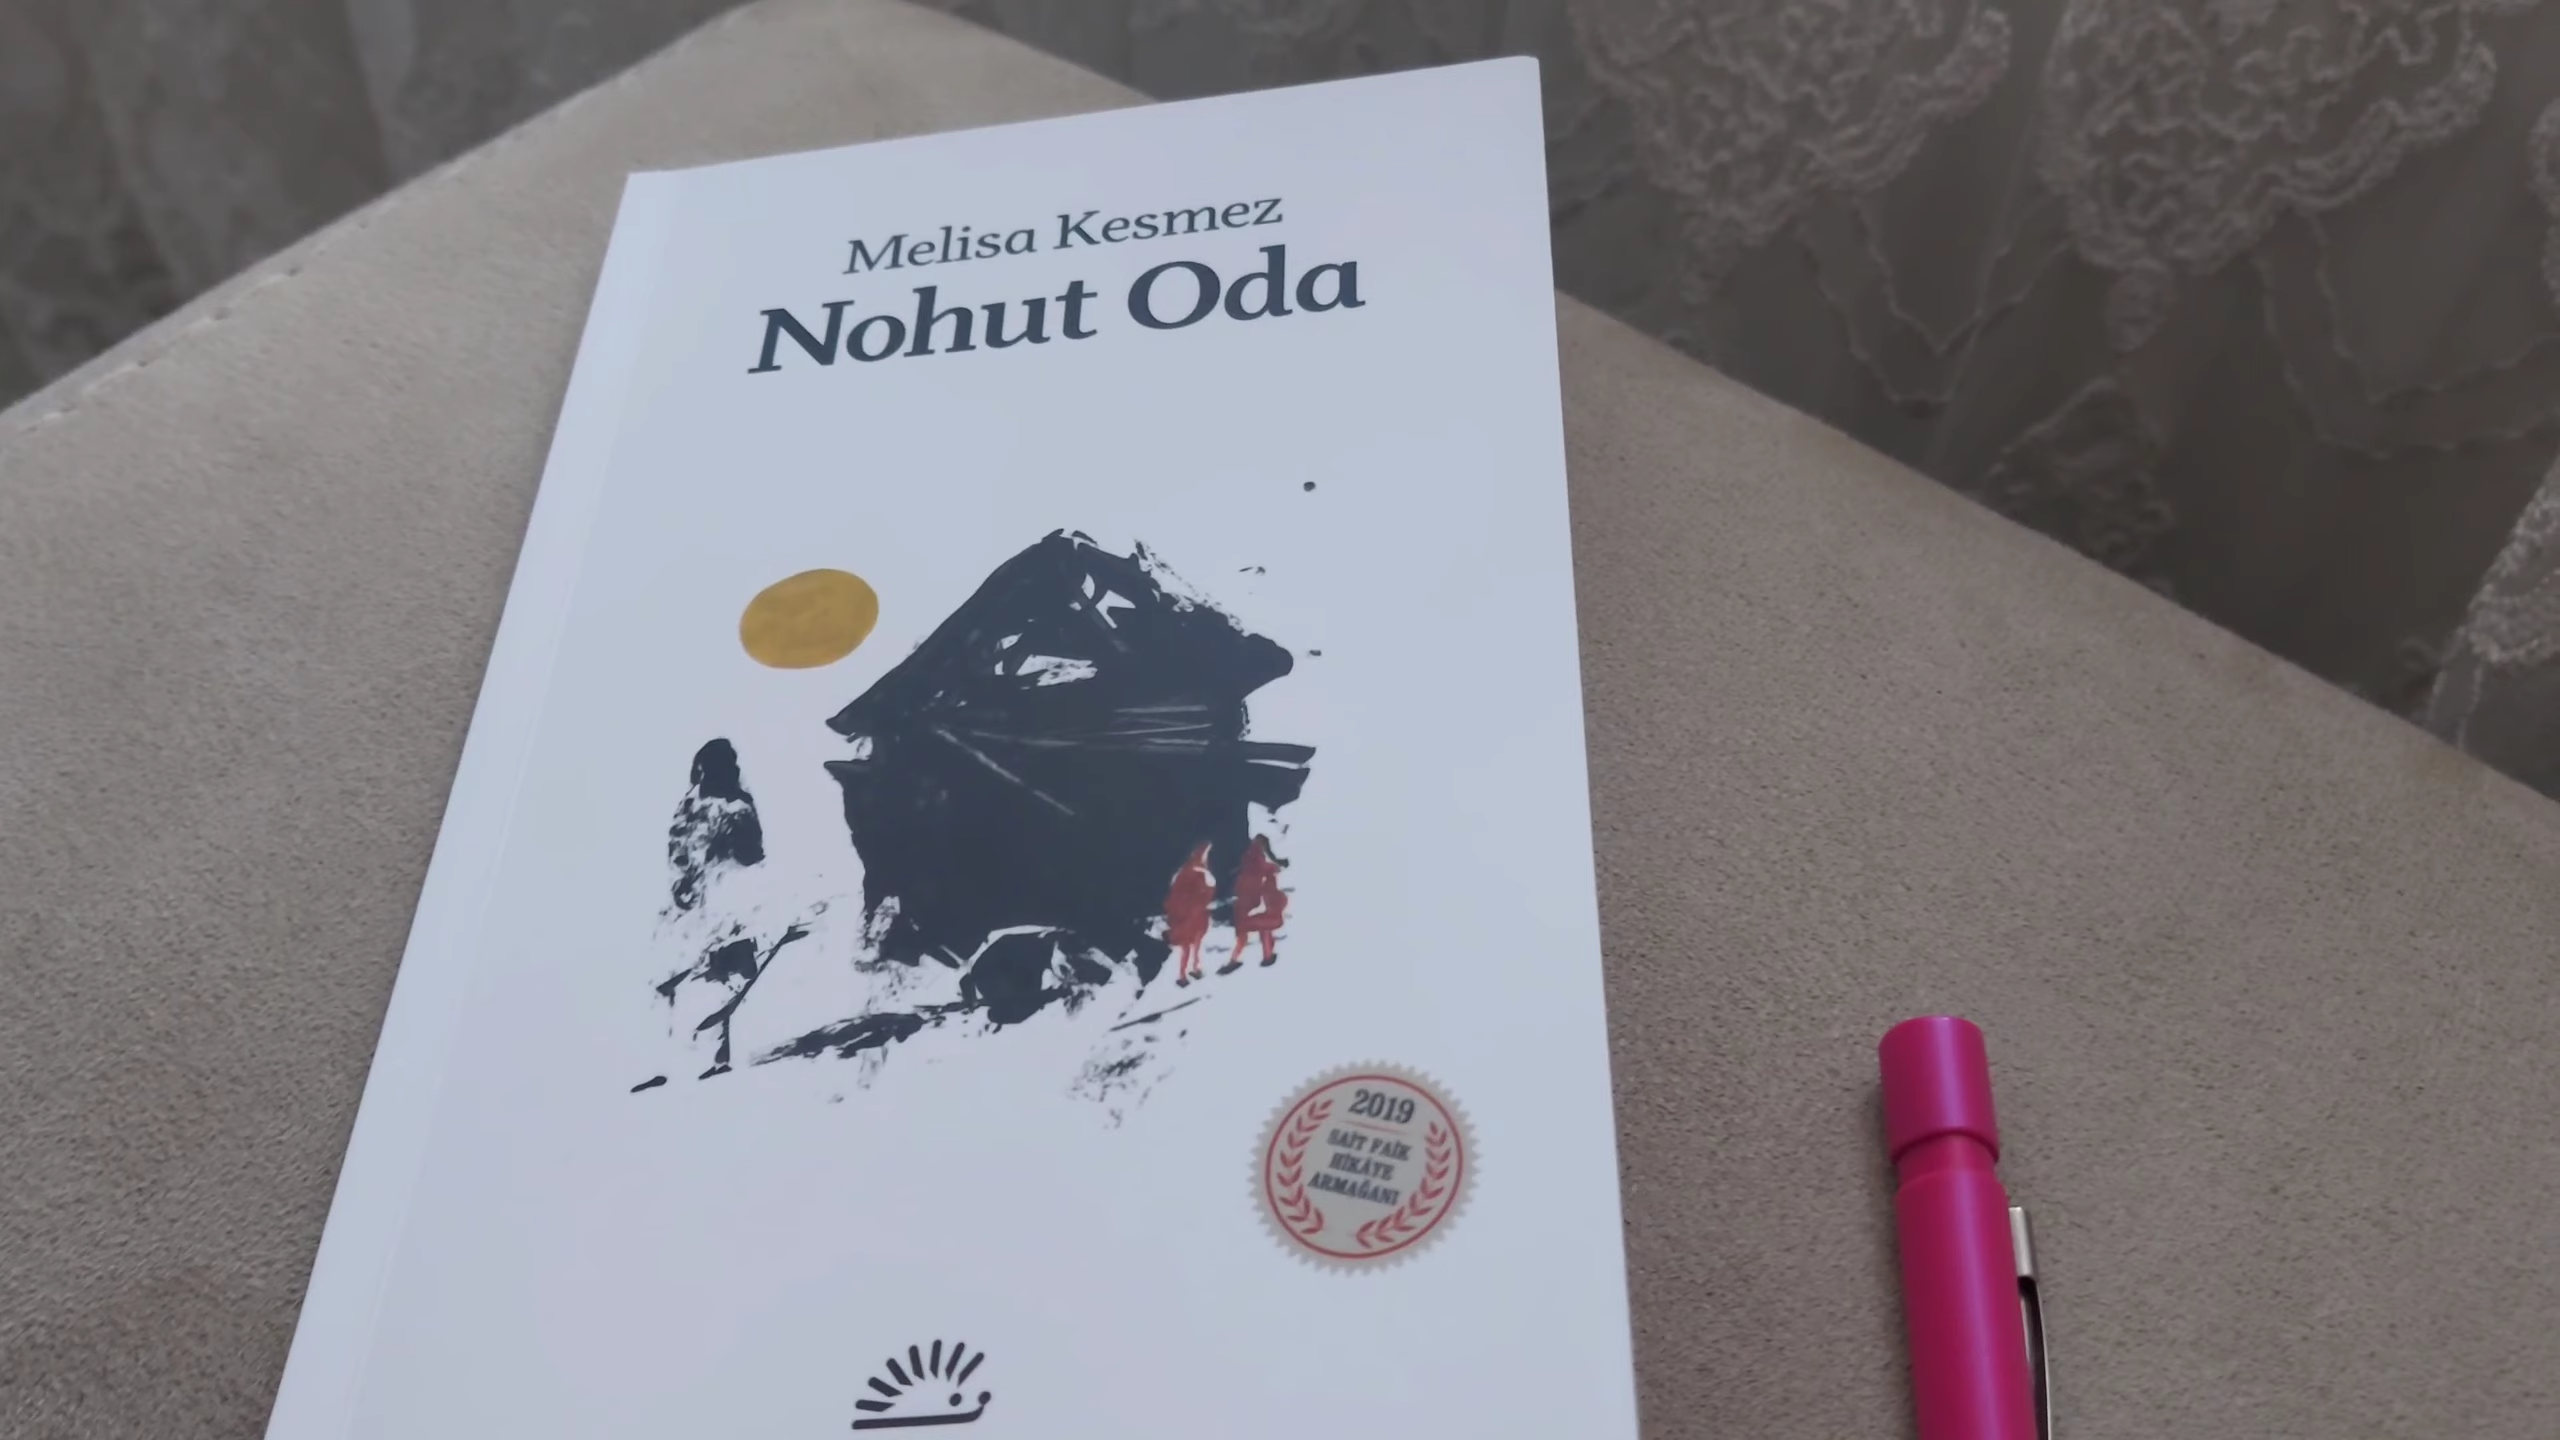 Melisa Kesmez
Nohut Oda
2019
SAİT FAİK
HİKÂYE
ARMAĞANI